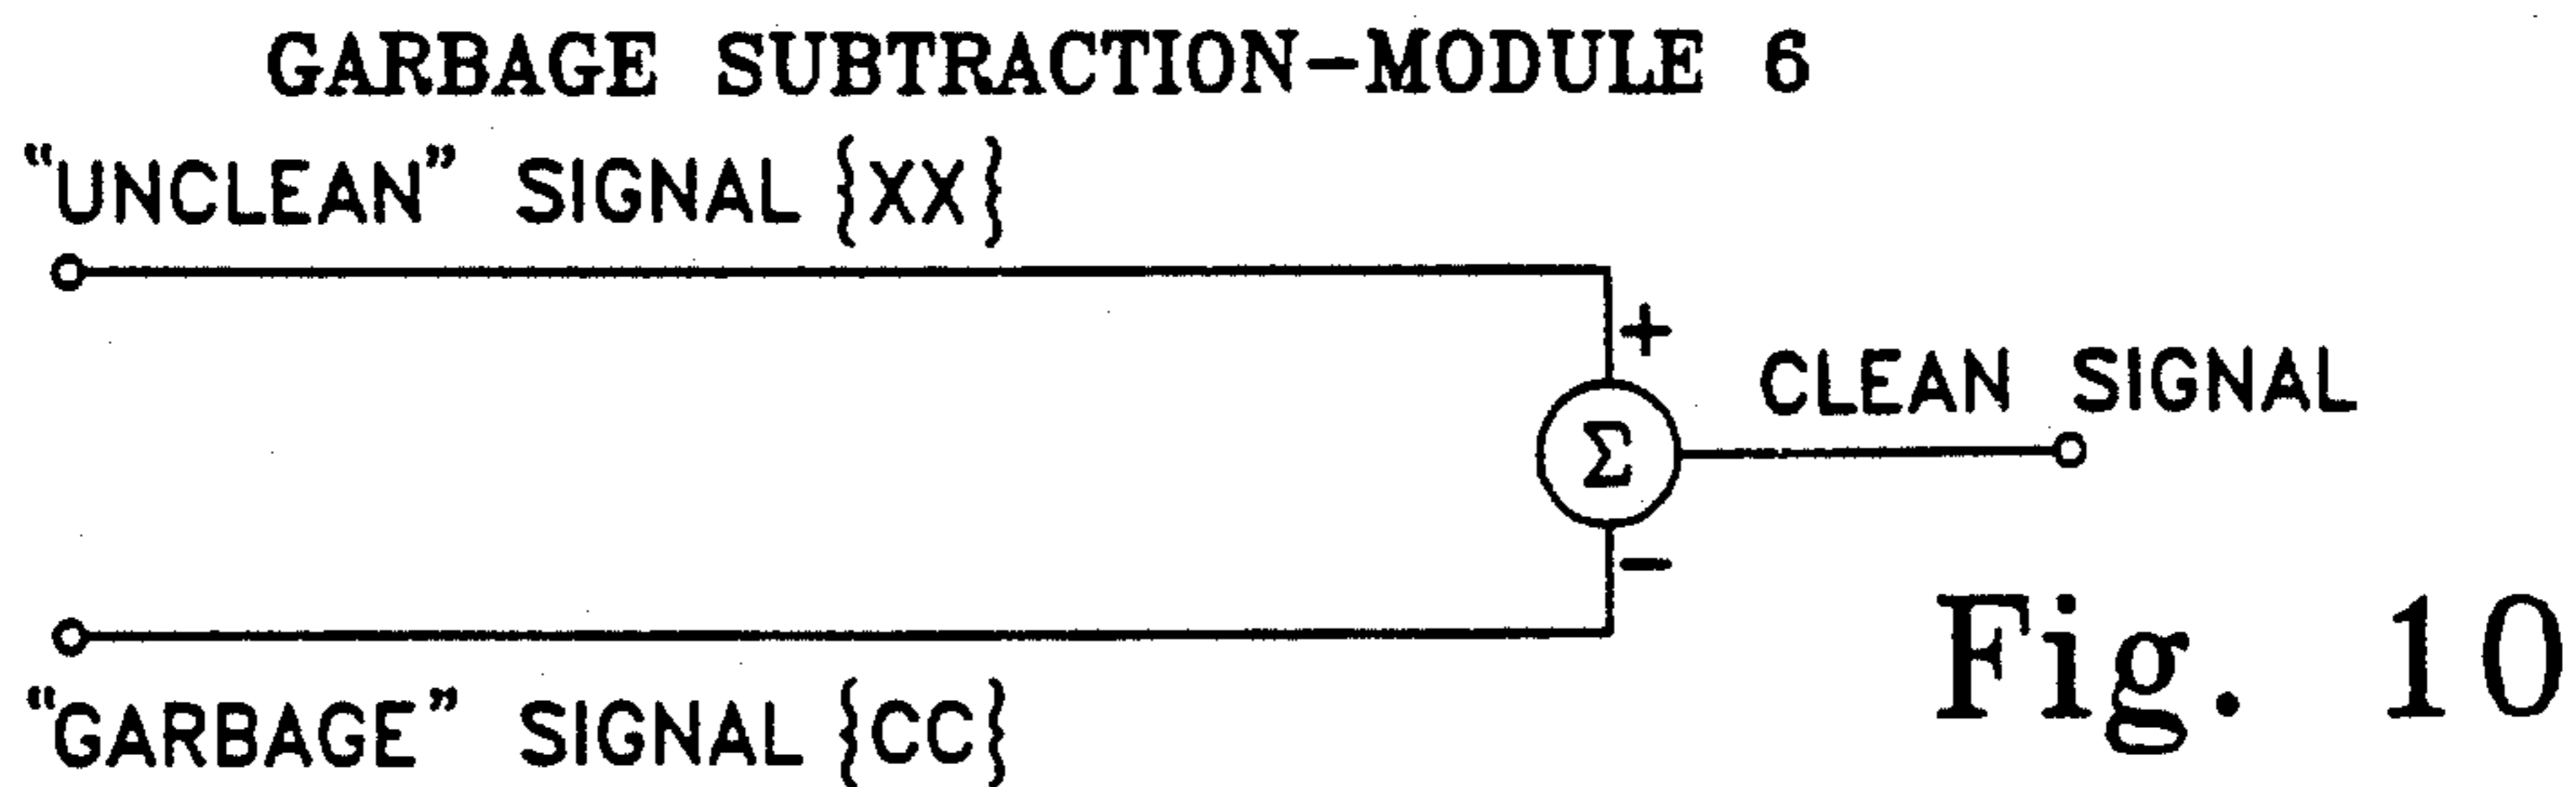 GARBAGE SUBTRACTION-MODULE 6
“UNCLEAN” SIGNAL {XX}
+
CLEAN SIGNAL
Σ
-
“GARBAGE” SIGNAL {CC}
Fig. 10